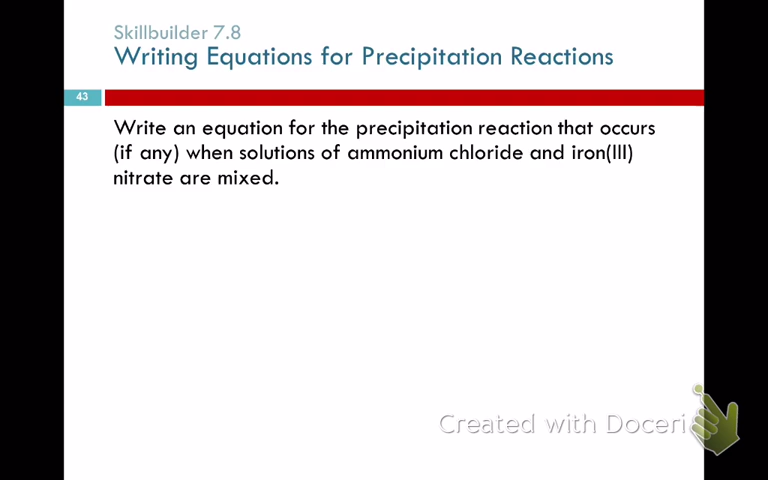 Skillbuilder 7.8
Writing Equations for Precipitation Reactions
43
Write an equation for the precipitation reaction that occurs
(if any) when solutions of ammonium chloride and iron(III)
nitrate are mixed.
Created with Doceri